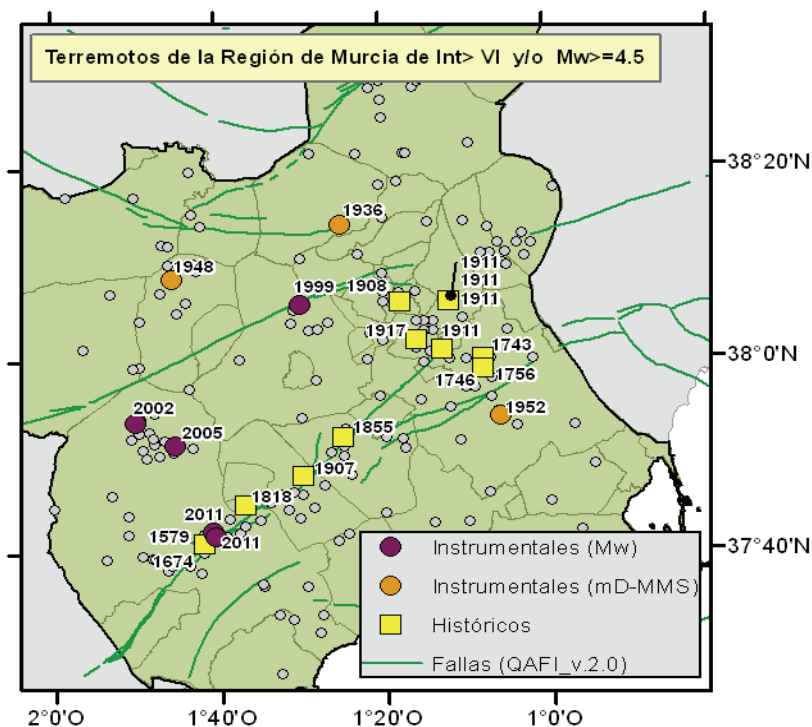 Terremotos de la Región de Murcia de Int> VI y/o Mw>=4.5
38°20'N
1936
1911
1948
1911
1999 1908
1911
1917 1911
1743
38°0'N
1746 1756
2002
1952
2005
1855
1907
1818
2011
1579
2011
37°40'N
1674
Instrumentales (Mw)
Instrumentales (mD-MMS)
Históricos
Fallas (QAFI_v.2.0)
2°0'O 1°40'O 1°20'O 1°0'O